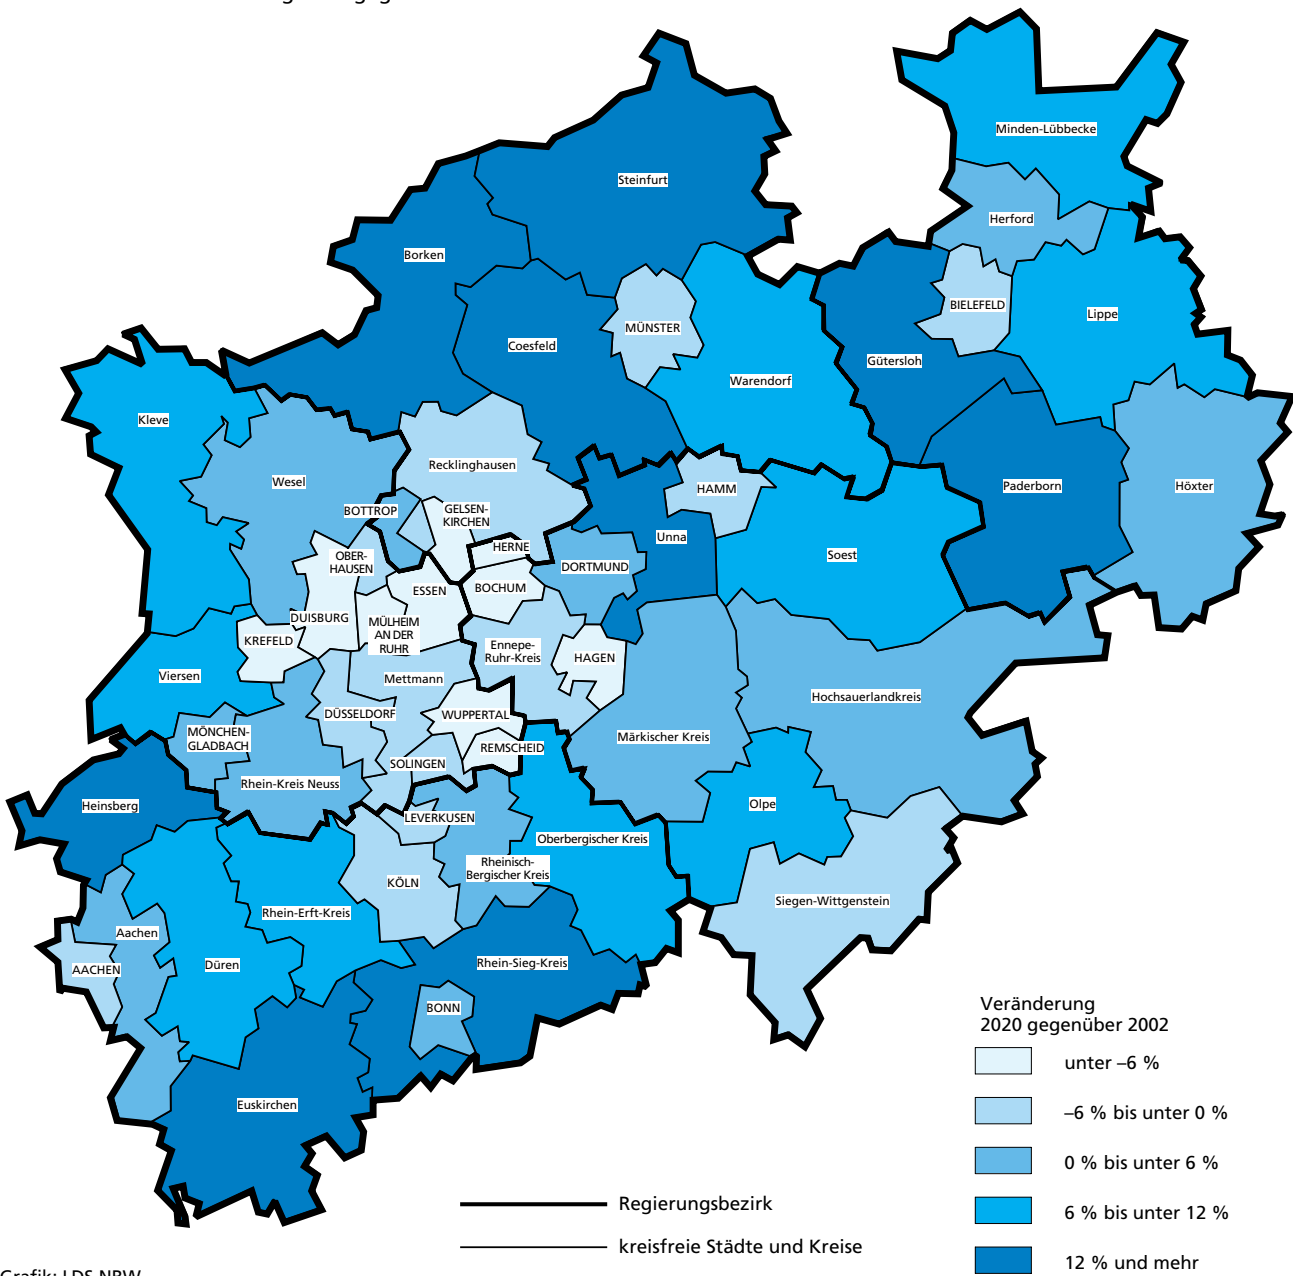 Minden-Lübbecke
Steinfurt
Herford
Borken
BIELEFELD
Lippe
MÜNSTER
Coesfeld
Gütersloh
Warendorf
Kleve
Recklinghausen
Wesel
HAMM
Paderborn
Höxter
BOTTROP
GELSEN-
KIRCHEN
Unna
HERNE
Soest
OBER-
HAUSEN
DORTMUND
ESSEN
BOCHUM
DUISBURG
MÜLHEIM
AN DER
RUHR
KREFELD
Ennepe-
Ruhr-Kreis
HAGEN
Viersen
Mettmann
Hochsauerlandkreis
DÜSSELDORF
WUPPERTAL
MÖNCHEN-
GLADBACH
Märkischer Kreis
REMSCHEID
SOLINGEN
Rhein-Kreis Neuss
Heinsberg
Olpe
LEVERKUSEN
Oberbergischer Kreis
Rheinisch-
Bergischer Kreis
KÖLN
Siegen-Wittgenstein
Rhein-Erft-Kreis
Aachen
AACHEN
Düren
Rhein-Sieg-Kreis
BONN
Euskirchen
Veränderung
2020 gegenüber 2002
unter –6 %
–6 % bis unter 0 %
0 % bis unter 6 %
6 % bis unter 12 %
12 % und mehr
Regierungsbezirk
kreisfreie Städte und Kreise
Grafik: LDS NRW